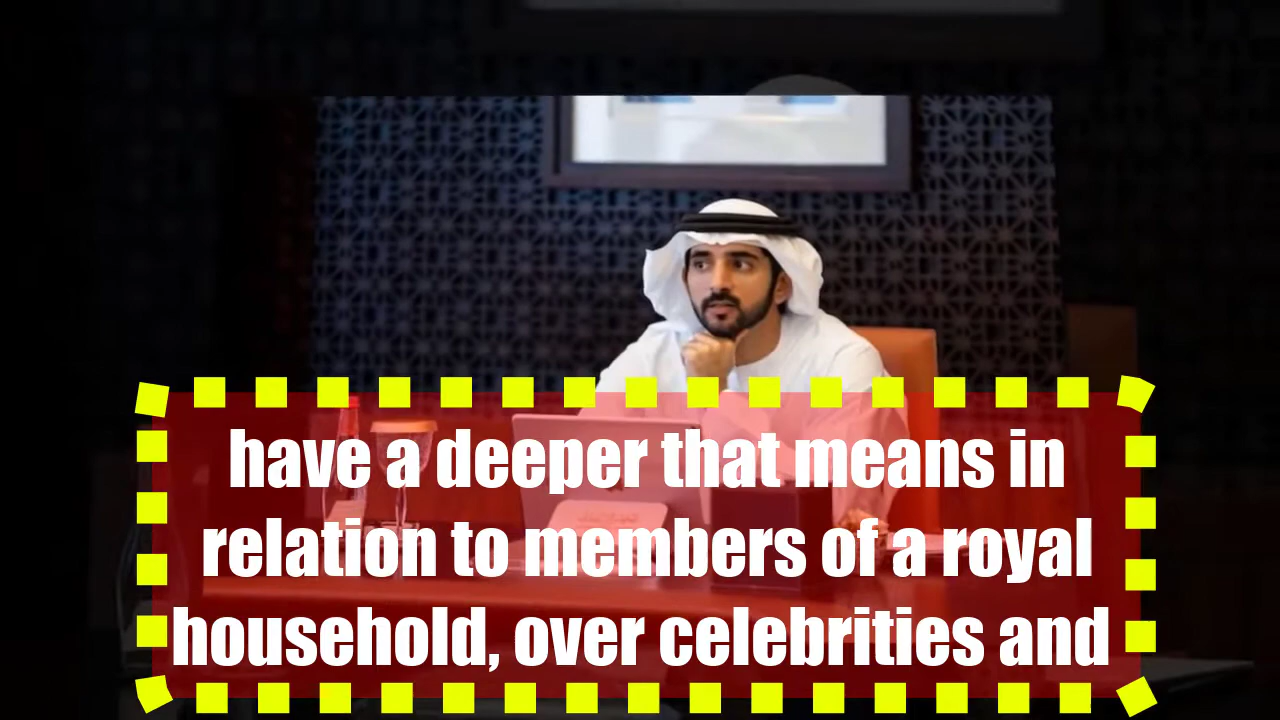 have a deeper that means in
relation to members of a royal
household, over celebrities and